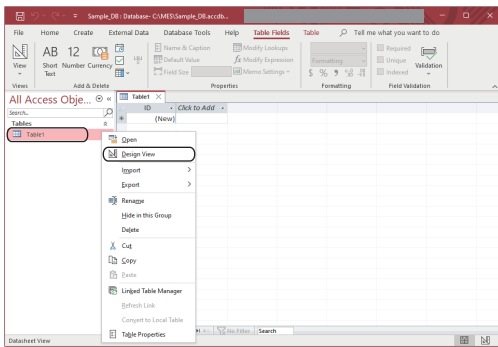 Sample_DB : Database- C:\MES\Sample_DB.accdb...
File Home Create External Data Database Tools Help Table Fields Table Tell me what you want to do
View
AB Short Text
12 Number
Currency
Name & Caption
Default Value
Field Size
Modify Lookups
Modify Expression
Memo Settings
Formatting
$ % 9
Required
Unique
Indexed
Validation
Views Add & Delete Properties Formatting Field Validation
All Access Obje...
Search..
Tables
Table1
Table1
ID Click to Add
* (New)
Open
Design View
Import
Export
Rename
Hide in this Group
Delete
Cut
Copy
Paste
Linked Table Manager
Refresh Link
Convert to Local Table
Table Properties
No Filter Search
Datasheet View